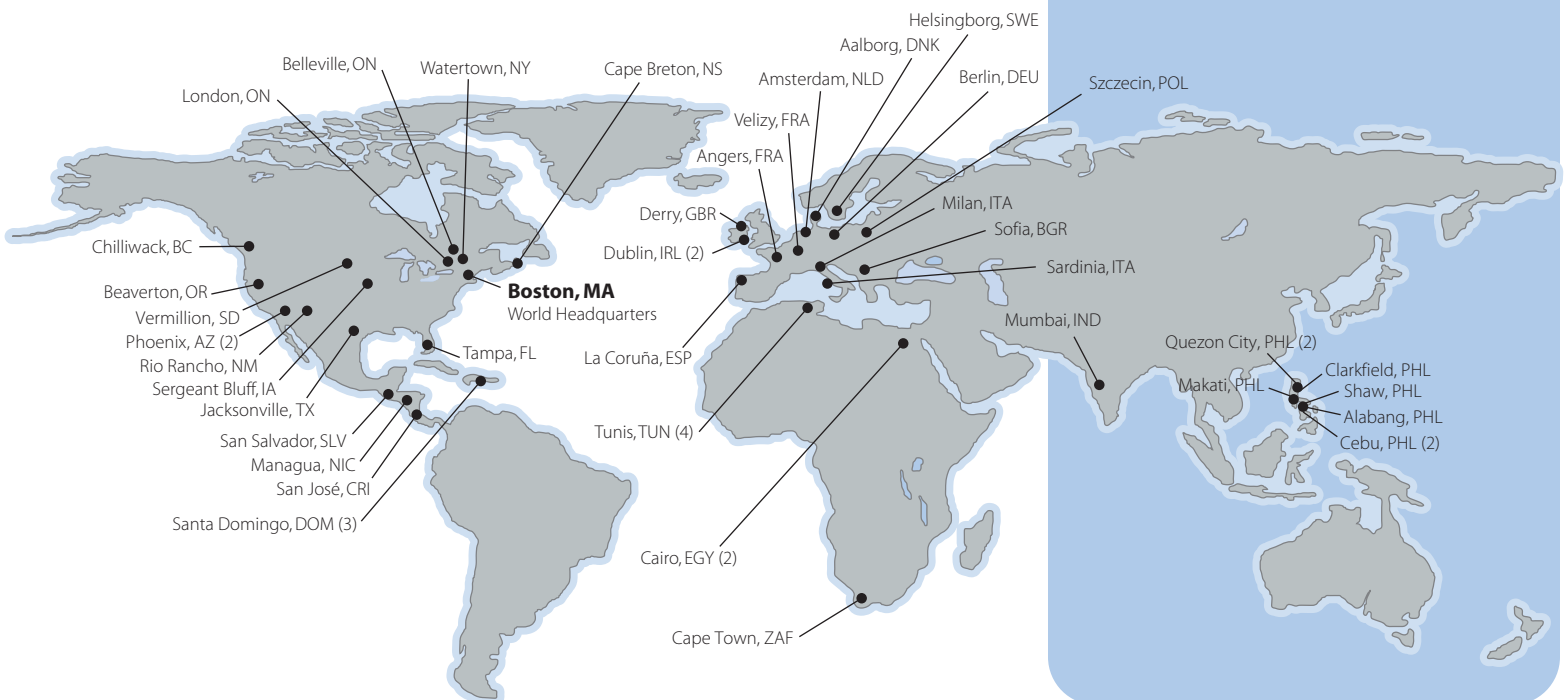 Helsingborg, SWE
Aalborg, DNK
Belleville, ON
Watertown, NY
Cape Breton, NS
Amsterdam, NLD
Berlin, DEU
Szczecin, POL
London, ON
Velizy, FRA
Angers, FRA
Derry, GBR
Milan, ITA
Sofia, BGR
Chilliwack, BC
Dublin, IRL (2)
Sardinia, ITA
Beaverton, OR
Boston, MA
World Headquarters
Vermillion, SD
Mumbai, IND
Phoenix, AZ (2)
Quezon City, PHL (2)
Rio Rancho, NM
Tampa, FL
La Coruña, ESP
Clarkfield, PHL
Sergeant Bluff, IA
Makati, PHL
Shaw, PHL
Jacksonville, TX
Alabang, PHL
San Salvador, SLV
Tunis, TUN (4)
Cebu, PHL (2)
Managua, NIC
San José, CRI
Santa Domingo, DOM (3)
Cairo, EGY (2)
Cape Town, ZAF